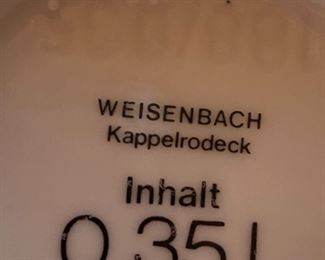 WEISENBACH
Kappelrodeck
Inhalt
0,35 l